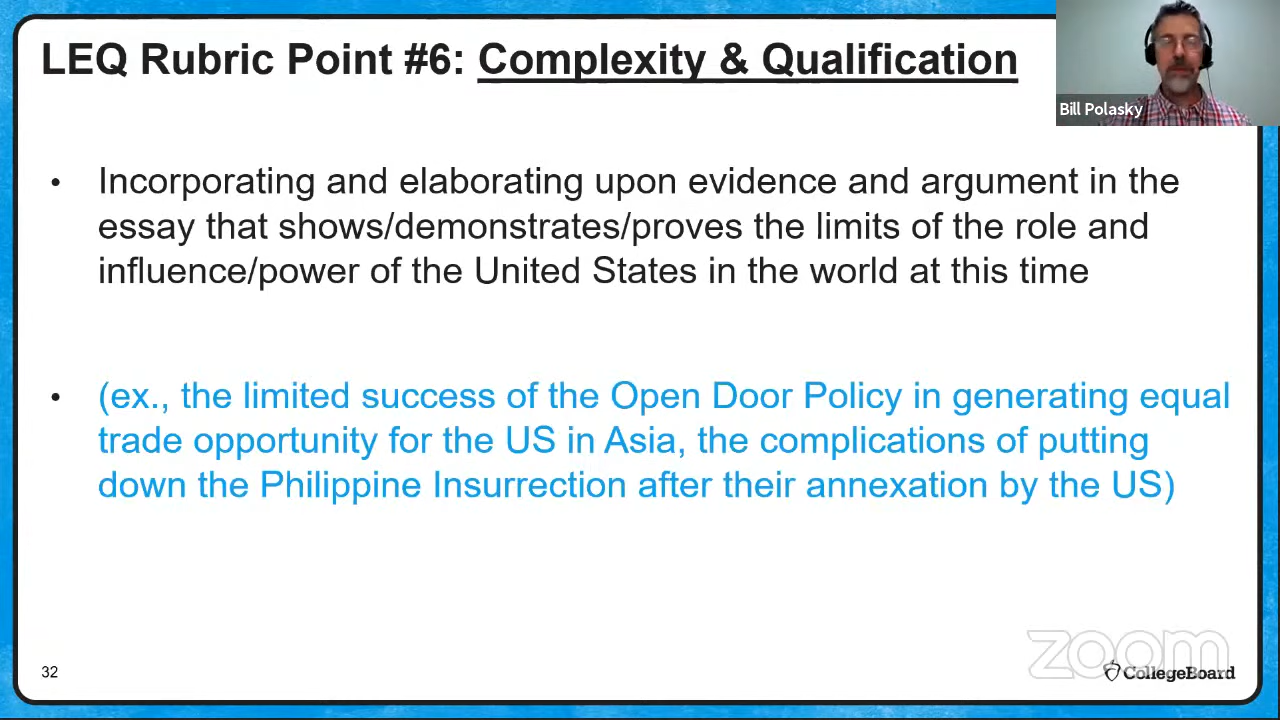 LEQ Rubric Point #6: Complexity & Qualification
Bill Polasky
• Incorporating and elaborating upon evidence and argument in the
essay that shows/demonstrates/proves the limits of the role and
influence/power of the United States in the world at this time
• (ex., the limited success of the Open Door Policy in generating equal
trade opportunity for the US in Asia, the complications of putting
down the Philippine Insurrection after their annexation by the US)
32
zoom
CollegeBoard